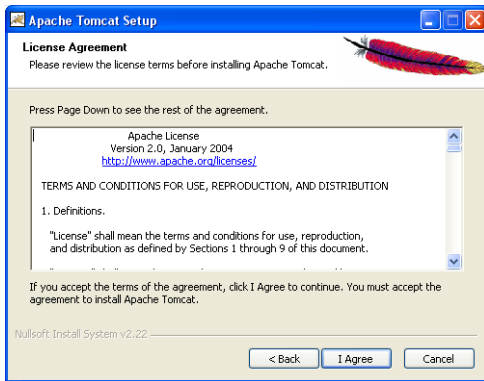 Apache Tomcat Setup
License Agreement
Please review the license terms before installing Apache Tomcat.
Press Page Down to see the rest of the agreement.
Apache License
Version 2.0, January 2004
http://www.apache.org/licenses/
TERMS AND CONDITIONS FOR USE, REPRODUCTION, AND DISTRIBUTION
1. Definitions.
"License" shall mean the terms and conditions for use, reproduction,
and distribution as defined by Sections 1 through 9 of this document.
If you accept the terms of the agreement, click I Agree to continue. You must accept the
agreement to install Apache Tomcat.
Nullsoft Install System v2.22
< Back
I Agree
Cancel